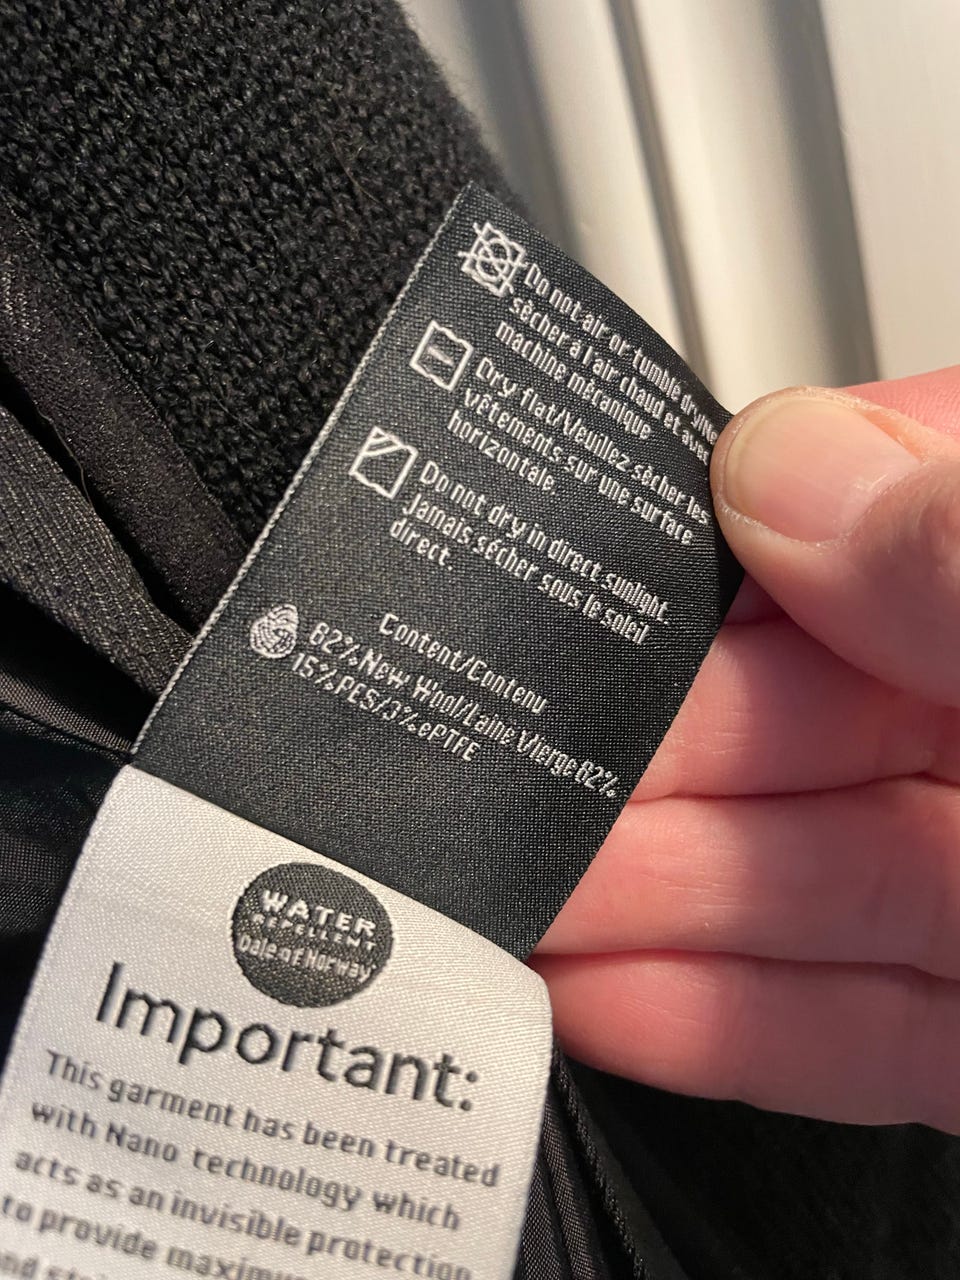 Do not air or tumble dry/Ne
sécher à l'air chaud et avec
machine mécanique
Dry flat/Veuillez sécher les
vêtements sur une surface
horizontale.
Do not dry in direct sunlight.
Jamais sécher sous le soleil
direct.
Content/Contenu
82% New Wool/Laine Vierge 82%
15%PES/3%ePTFE
WATER
REPELLENT
Dale of Norway
Important:
This garment has been treated
with Nano technology which
acts as an invisible protection
to provide